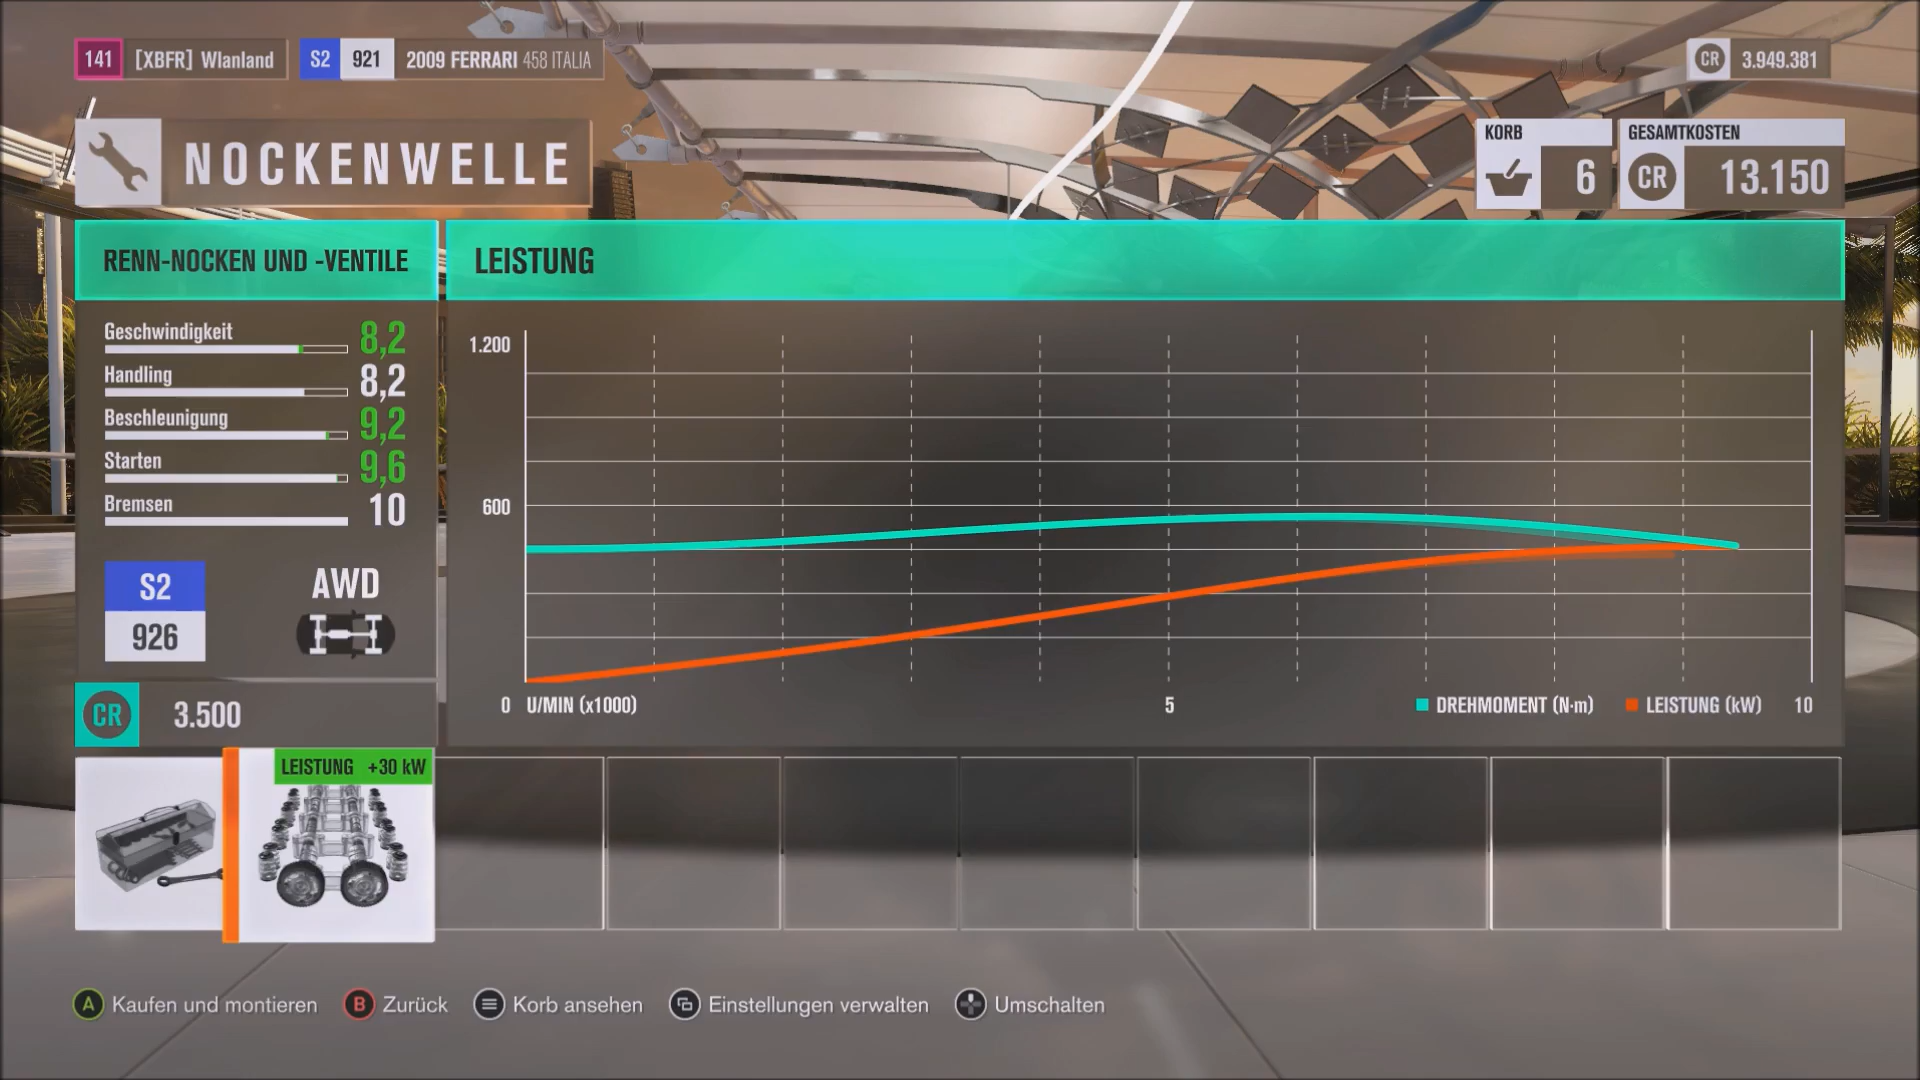 141 [XBFR] Wlanland S2 921 2009 FERRARI 458 ITALIA CR 3.949.381
NOCKENWELLE
KORB
6
GESAMTKOSTEN
CR 13.150
RENN-NOCKEN UND -VENTILE
Geschwindigkeit 8,2
Handling 8,2
Beschleunigung 9,2
Starten 9,6
Bremsen 10
S2
926
AWD
CR 3.500
LEISTUNG
1.200
600
0 U/MIN (x1000) 5 DREHMOMENT (N·m) LEISTUNG (kW) 10
LEISTUNG +30 kW
A Kaufen und montieren B Zurück Korb ansehen Einstellungen verwalten Umschalten